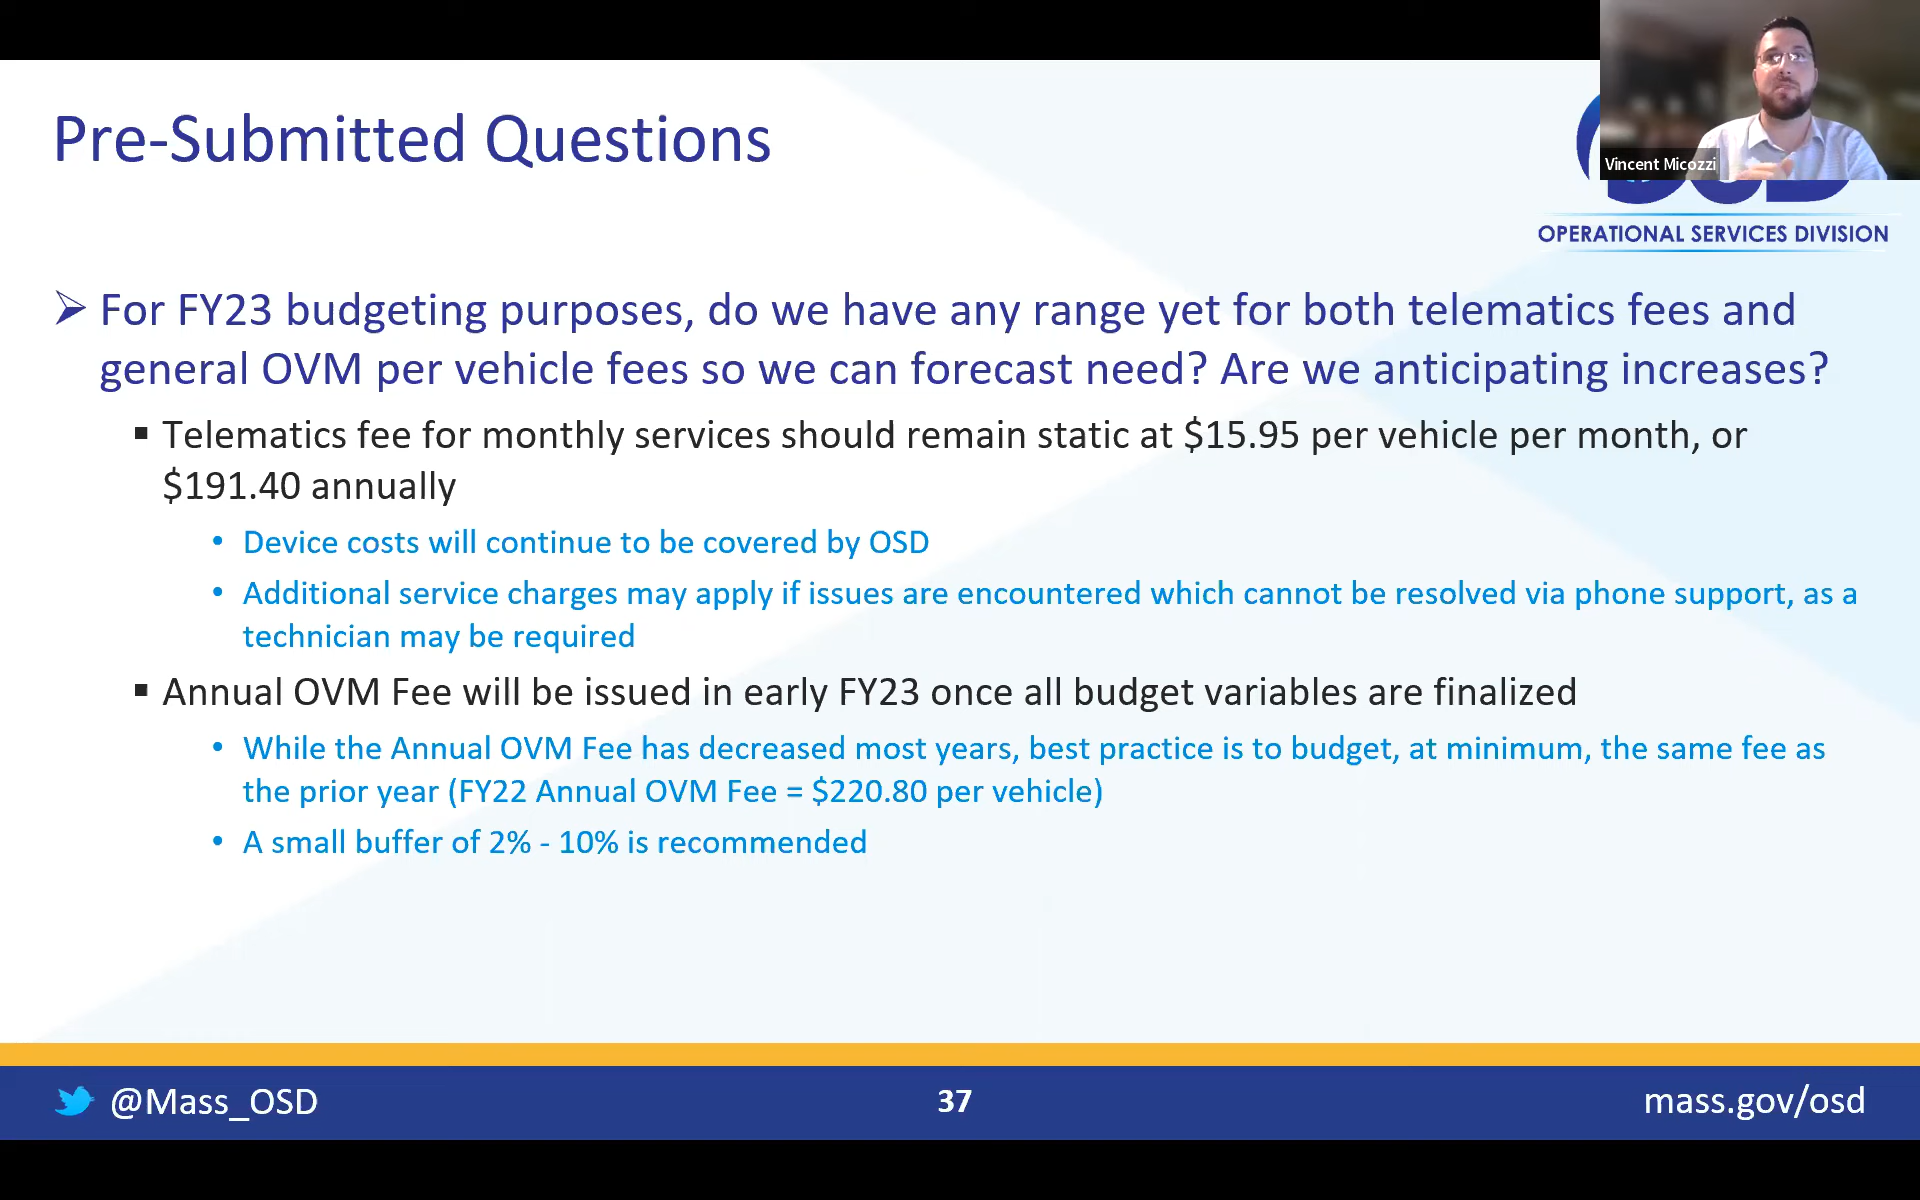 Pre-Submitted Questions
Vincent Micozzi
OPERATIONAL SERVICES DIVISION
➢ For FY23 budgeting purposes, do we have any range yet for both telematics fees and
general OVM per vehicle fees so we can forecast need? Are we anticipating increases?
▪ Telematics fee for monthly services should remain static at $15.95 per vehicle per month, or
$191.40 annually
• Device costs will continue to be covered by OSD
• Additional service charges may apply if issues are encountered which cannot be resolved via phone support, as a
technician may be required
▪ Annual OVM Fee will be issued in early FY23 once all budget variables are finalized
• While the Annual OVM Fee has decreased most years, best practice is to budget, at minimum, the same fee as
the prior year (FY22 Annual OVM Fee = $220.80 per vehicle)
• A small buffer of 2% - 10% is recommended
@Mass_OSD
37
mass.gov/osd